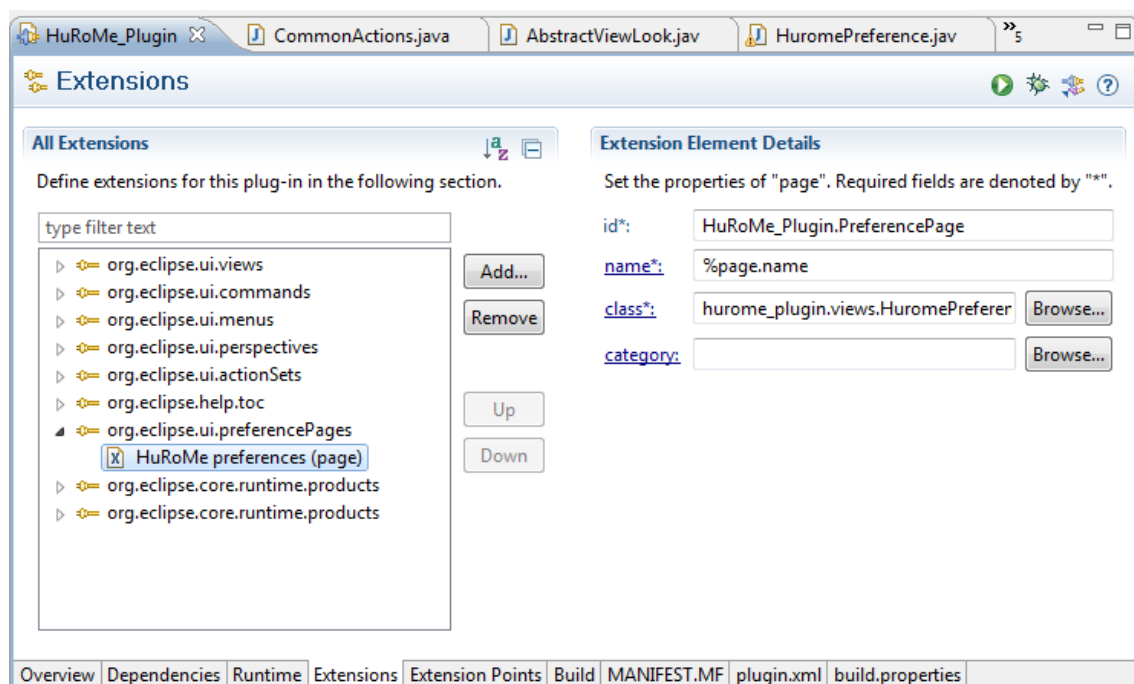 HuRoMe_Plugin CommonActions.java AbstractViewLook.jav HuromePreference.jav »5
Extensions
All Extensions
Define extensions for this plug-in in the following section.
type filter text
org.eclipse.ui.views
org.eclipse.ui.commands
org.eclipse.ui.menus
org.eclipse.ui.perspectives
org.eclipse.ui.actionSets
org.eclipse.help.toc
org.eclipse.ui.preferencePages
HuRoMe preferences (page)
org.eclipse.core.runtime.products
org.eclipse.core.runtime.products
Add...
Remove
Up
Down
Extension Element Details
Set the properties of "page". Required fields are denoted by "*".
id*: HuRoMe_Plugin.PreferencePage
name*: %page.name
class*: hurome_plugin.views.HuromePreferer Browse...
category: Browse...
Overview Dependencies Runtime Extensions Extension Points Build MANIFEST.MF plugin.xml build.properties